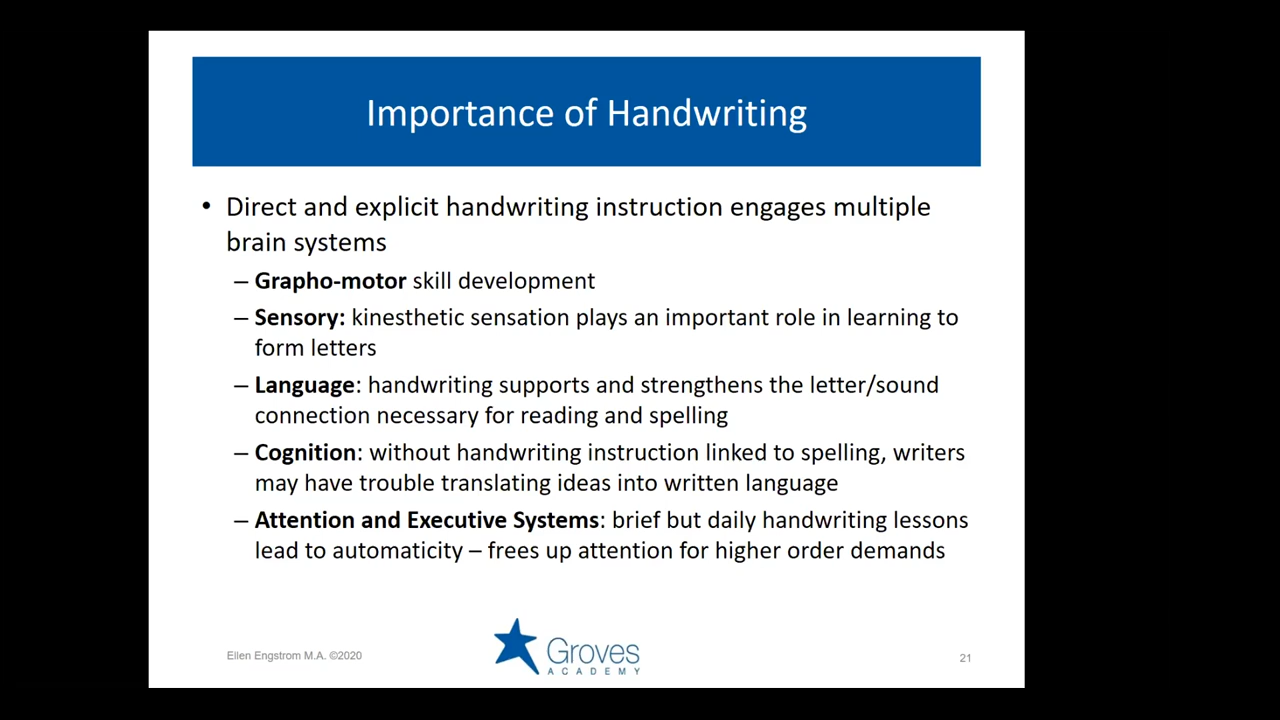 Importance of Handwriting
• Direct and explicit handwriting instruction engages multiple
brain systems
– Grapho-motor skill development
– Sensory: kinesthetic sensation plays an important role in learning to
form letters
– Language: handwriting supports and strengthens the letter/sound
connection necessary for reading and spelling
– Cognition: without handwriting instruction linked to spelling, writers
may have trouble translating ideas into written language
– Attention and Executive Systems: brief but daily handwriting lessons
lead to automaticity – frees up attention for higher order demands
Ellen Engstrom M.A. ©2020
Groves
ACADEMY
21